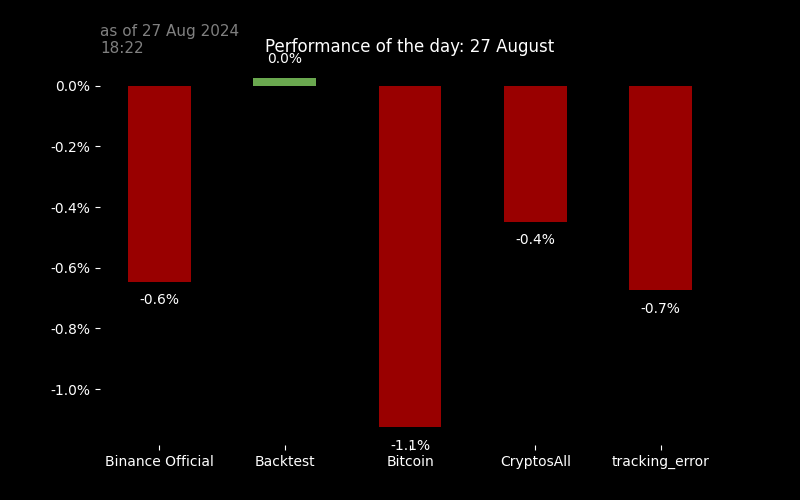 as of 27 Aug 2024
18:22
Performance of the day: 27 August
0.0%
0.0%
-0.2%
-0.4%
-0.6%
-0.8%
-1.0%
-0.6%
-1.1%
-0.4%
-0.7%
Binance Official
Backtest
Bitcoin
CryptosAll
tracking_error